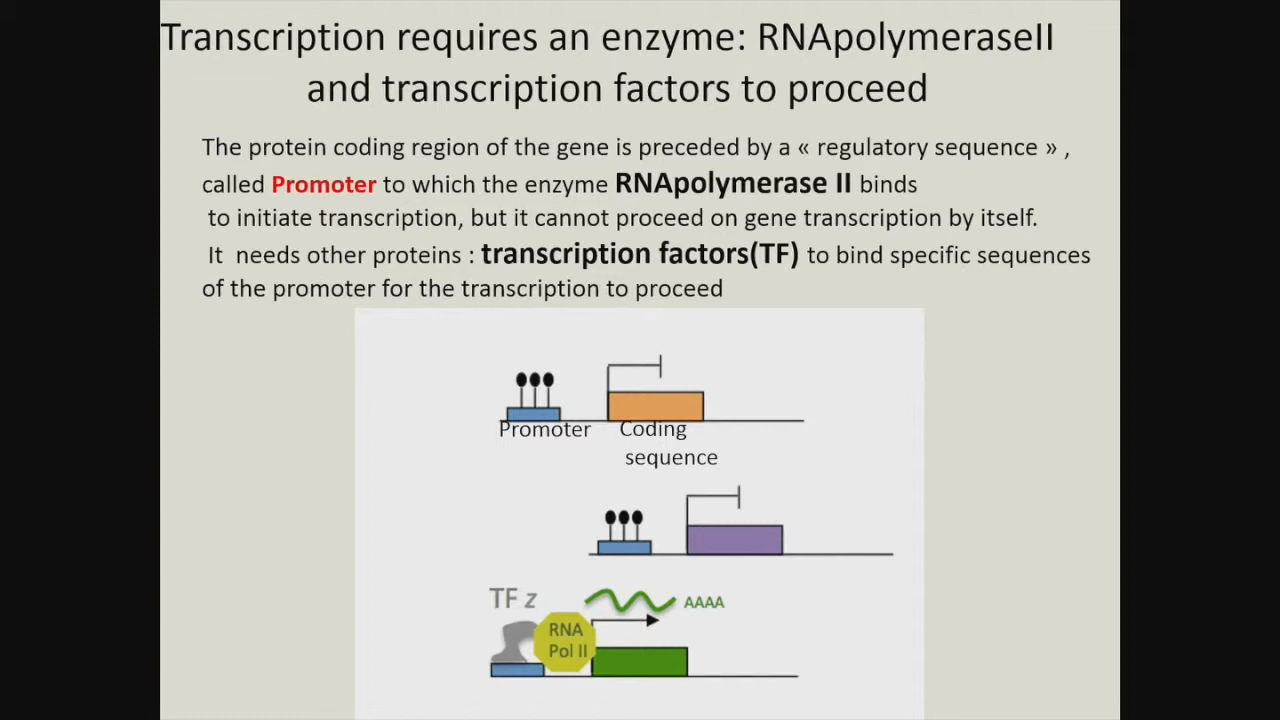 Transcription requires an enzyme: RNApolymeraseII
and transcription factors to proceed
The protein coding region of the gene is preceded by a « regulatory sequence » ,
called Promoter to which the enzyme RNApolymerase II binds
to initiate transcription, but it cannot proceed on gene transcription by itself.
It needs other proteins : transcription factors(TF) to bind specific sequences
of the promoter for the transcription to proceed
Promoter
Coding
sequence
TF z
AAAA
RNA
Pol II